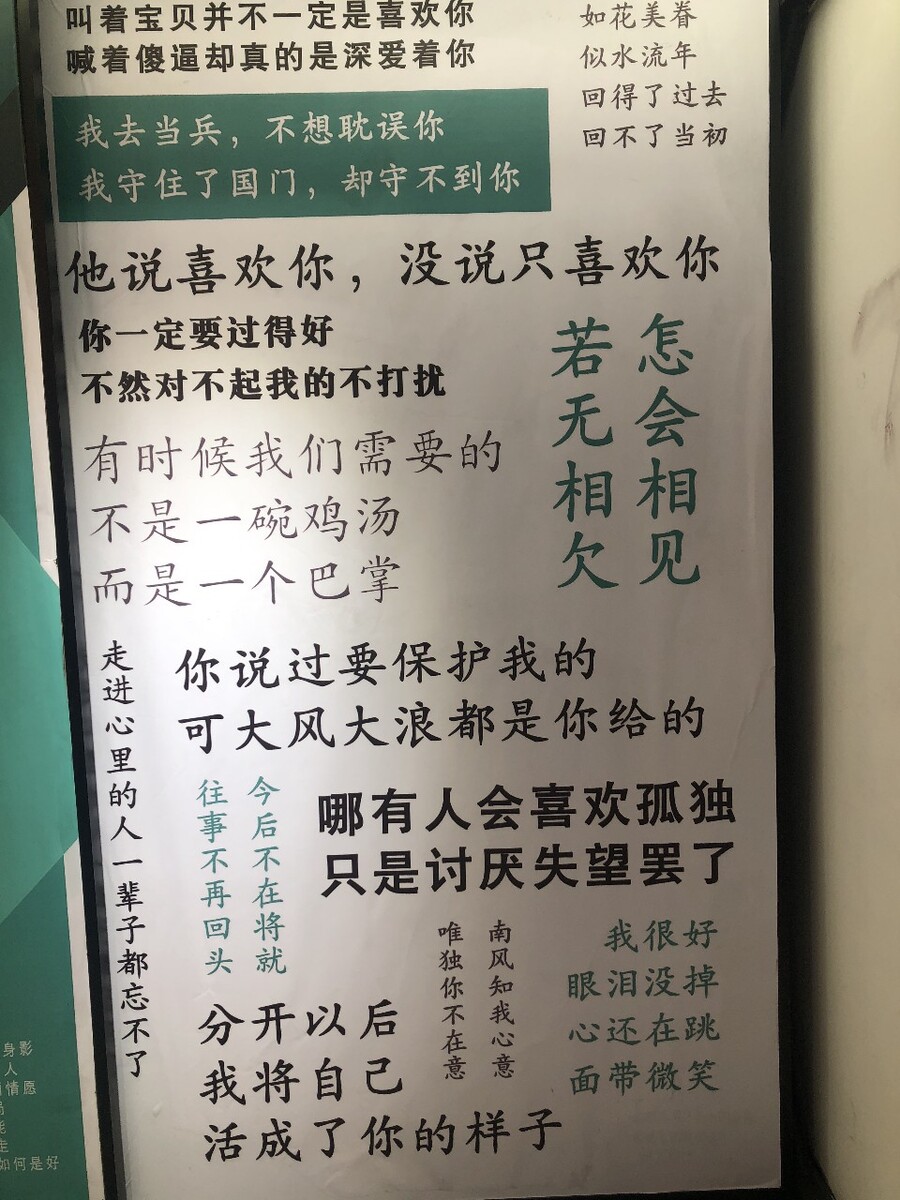 叫着宝贝并不一定是喜欢你
喊着傻逼却真的是深爱着你
如花美眷
似水流年
回得了过去
回不了当初
我去当兵，不想耽误你
我守住了国门，却守不到你
他说喜欢你，没说只喜欢你
你一定要过得好
不然对不起我的不打扰
若无相欠
怎会相见
有时候我们需要的
不是一碗鸡汤
而是一个巴掌
走进心里的人一辈子都忘不了
你说过要保护我的
可大风大浪都是你给的
往事不再回头
今后不在将就
哪有人会喜欢孤独
只是讨厌失望罢了
南风知我心意
唯独你不在意
我很好
眼泪没掉
心还在跳
面带微笑
分开以后
我将自己
活成了你的样子
身影
人
情愿
走
如何是好